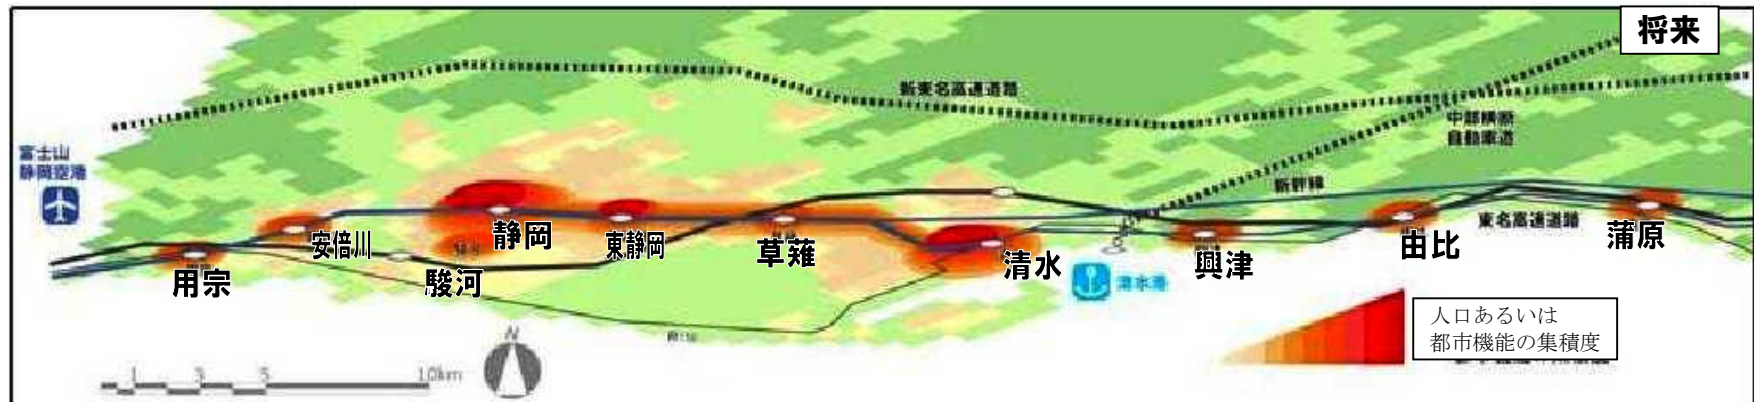 将来
新東名高速道路
中部横断
自動車道
富士山
静岡空港
新幹線
東名高速道路
用宗
安倍川
駿河
静岡
東静岡
草薙
清水
清水港
興津
由比
蒲原
人口あるいは
都市機能の集積度
N
1 3 5 10km